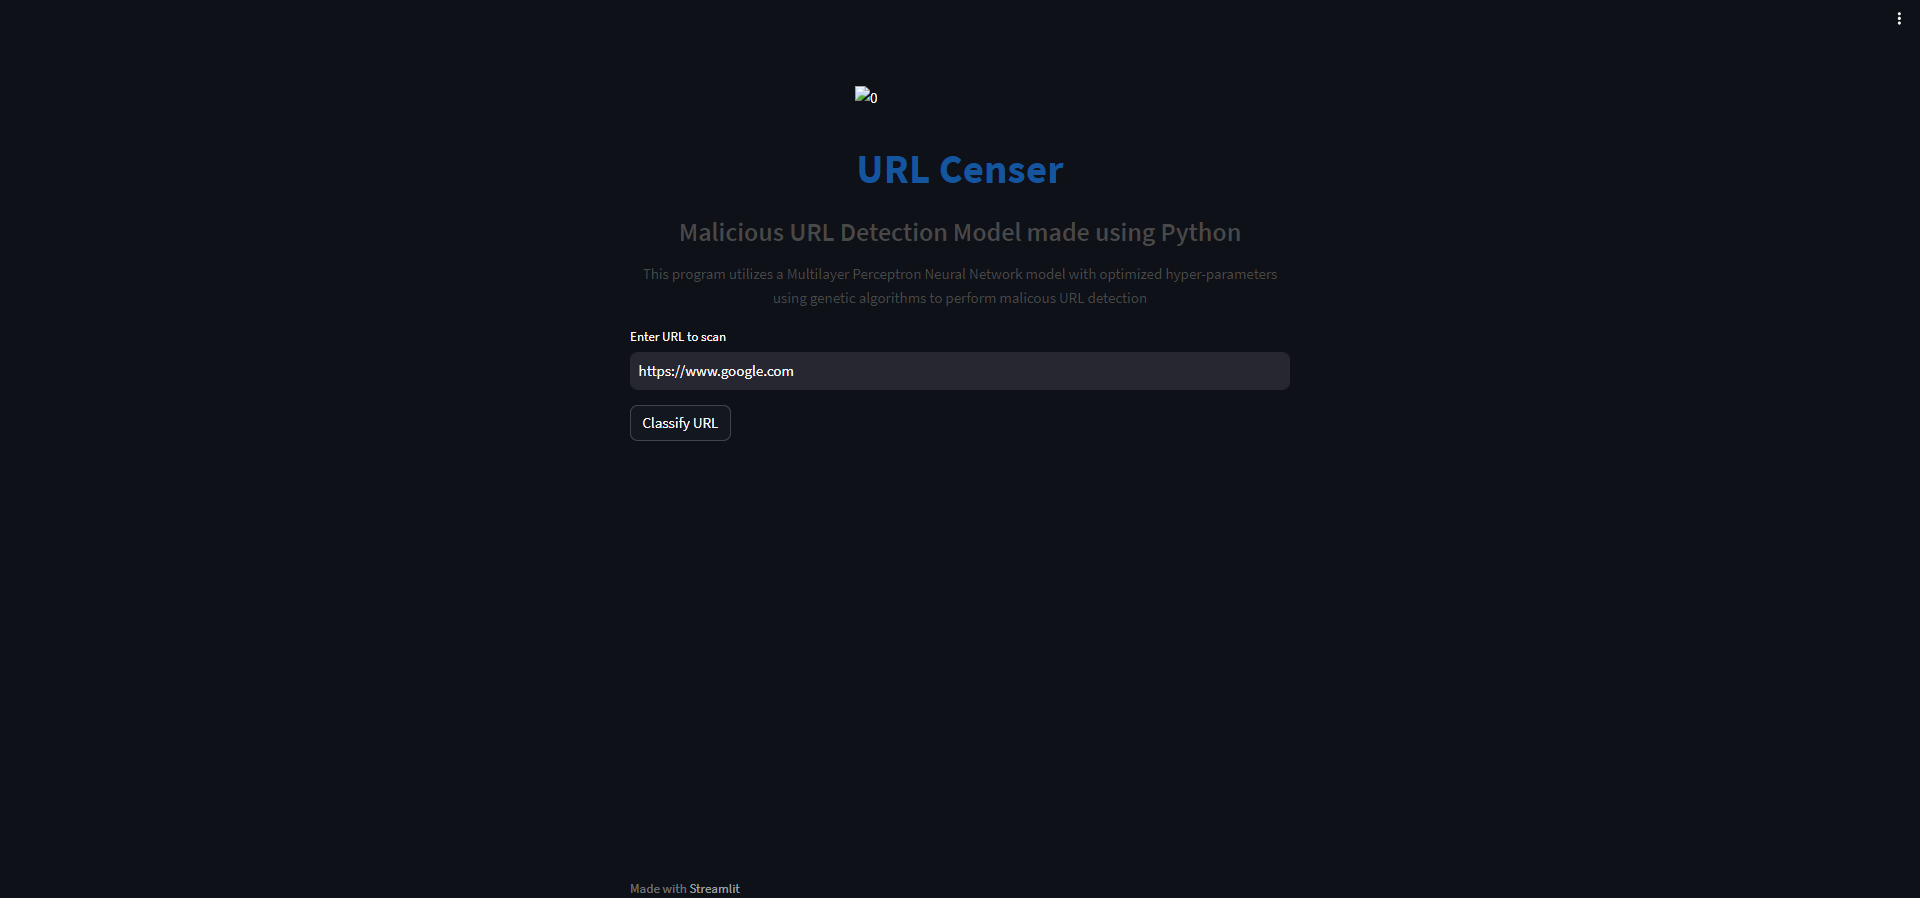 0
URL Censer
Malicious URL Detection Model made using Python
This program utilizes a Multilayer Perceptron Neural Network model with optimized hyper-parameters
using genetic algorithms to perform malicous URL detection
Enter URL to scan
https://www.google.com
Classify URL
Made with Streamlit